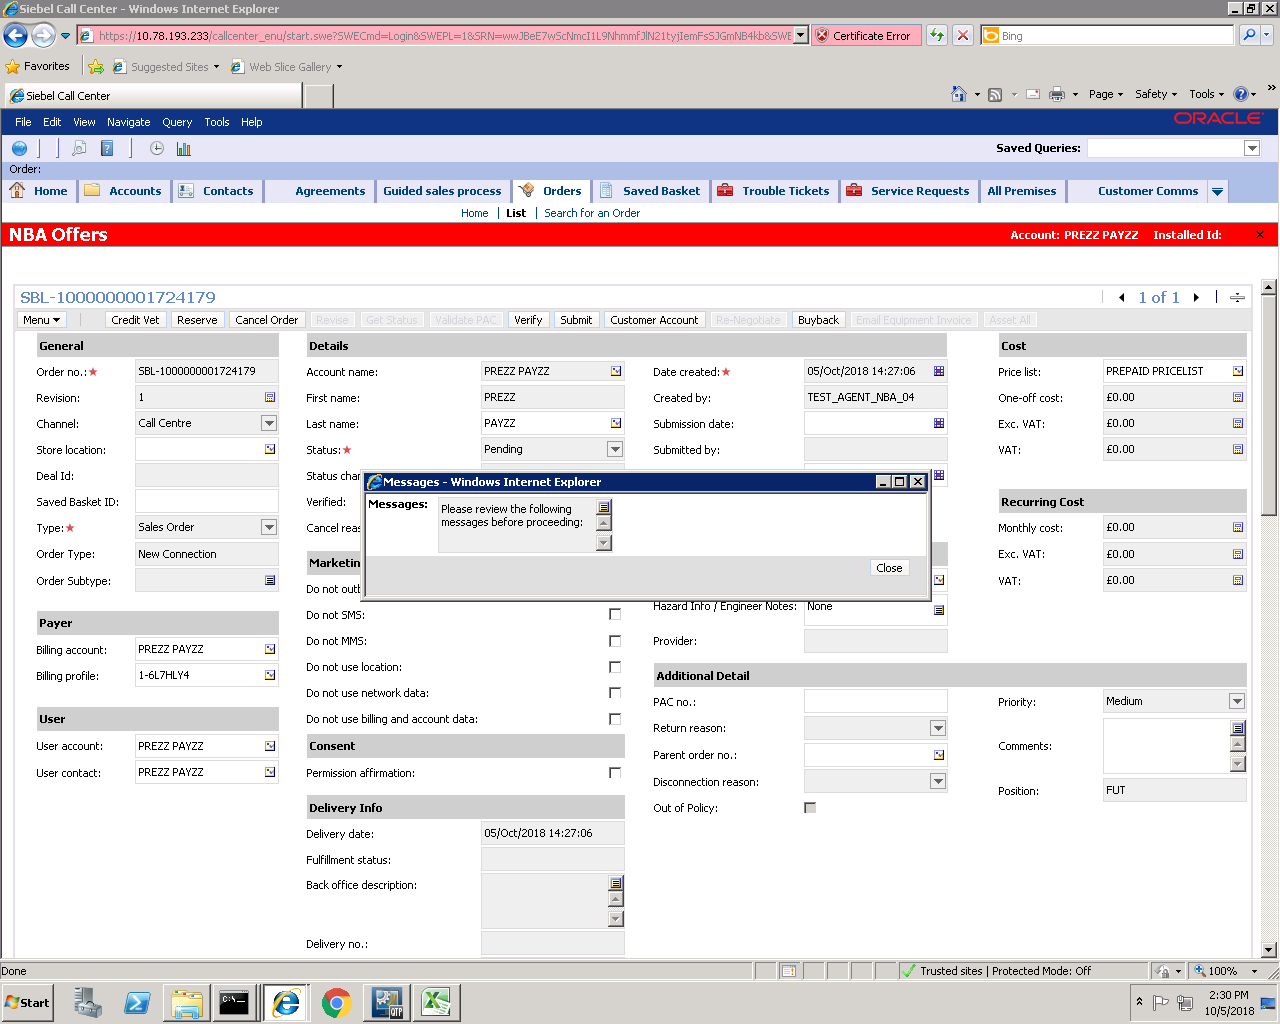 Siebel Call Center - Windows Internet Explorer
https://10.78.193.233/callcenter_enu/start.swe?SWECmd=Login&SWEPL=1&SRN=
Certificate Error
Bing
Favorites
Suggested Sites
Web Slice Gallery
Siebel Call Center
Page
Safety
Tools
File Edit View Navigate Query Tools Help
ORACLE
Saved Queries:
Order:
Home Accounts Contacts Agreements Guided sales process Orders Saved Basket Trouble Tickets Service Requests All Premises Customer Comms
Home | List | Search for an Order
NBA Offers
Account: PREZZ PAYZZ Installed Id:
SBL-1000000001724179
1 of 1
Menu Credit Vet Reserve Cancel Order Revise Get Status Validate PAC Verify Submit Customer Account Re-Negotiate Buyback Email Equipment Invoice Asset All
General
Order no.:★ SBL-1000000001724179
Revision: 1
Channel: Call Centre
Store location:
Deal Id:
Saved Basket ID:
Type:★ Sales Order
Order Type: New Connection
Order Subtype:
Payer
Billing account: PREZZ PAYZZ
Billing profile: 1-6L7HLY4
User
User account: PREZZ PAYZZ
User contact: PREZZ PAYZZ
Details
Account name: PREZZ PAYZZ
First name: PREZZ
Last name: PAYZZ
Status:★ Pending
Status chan
Verified:
Cancel reas
Date created:★ 05/Oct/2018 14:27:06
Created by: TEST_AGENT_NBA_04
Submission date:
Submitted by:
Messages - Windows Internet Explorer
Messages: Please review the following
messages before proceeding:
Close
Marketin
Do not outb
Do not SMS:
Do not MMS:
Do not use location:
Do not use network data:
Do not use billing and account data:
Consent
Permission affirmation:
Delivery Info
Delivery date: 05/Oct/2018 14:27:06
Fulfillment status:
Back office description:
Delivery no.:
Hazard Info / Engineer Notes: None
Provider:
Additional Detail
PAC no.:
Return reason:
Parent order no.:
Disconnection reason:
Out of Policy:
Priority: Medium
Comments:
Position: FUT
Cost
Price list: PREPAID PRICELIST
One-off cost: £0.00
Exc. VAT: £0.00
VAT: £0.00
Recurring Cost
Monthly cost: £0.00
Exc. VAT: £0.00
VAT: £0.00
Done
Trusted sites | Protected Mode: Off
100%
Start
C:\.
QTP
2:30 PM
10/5/2018